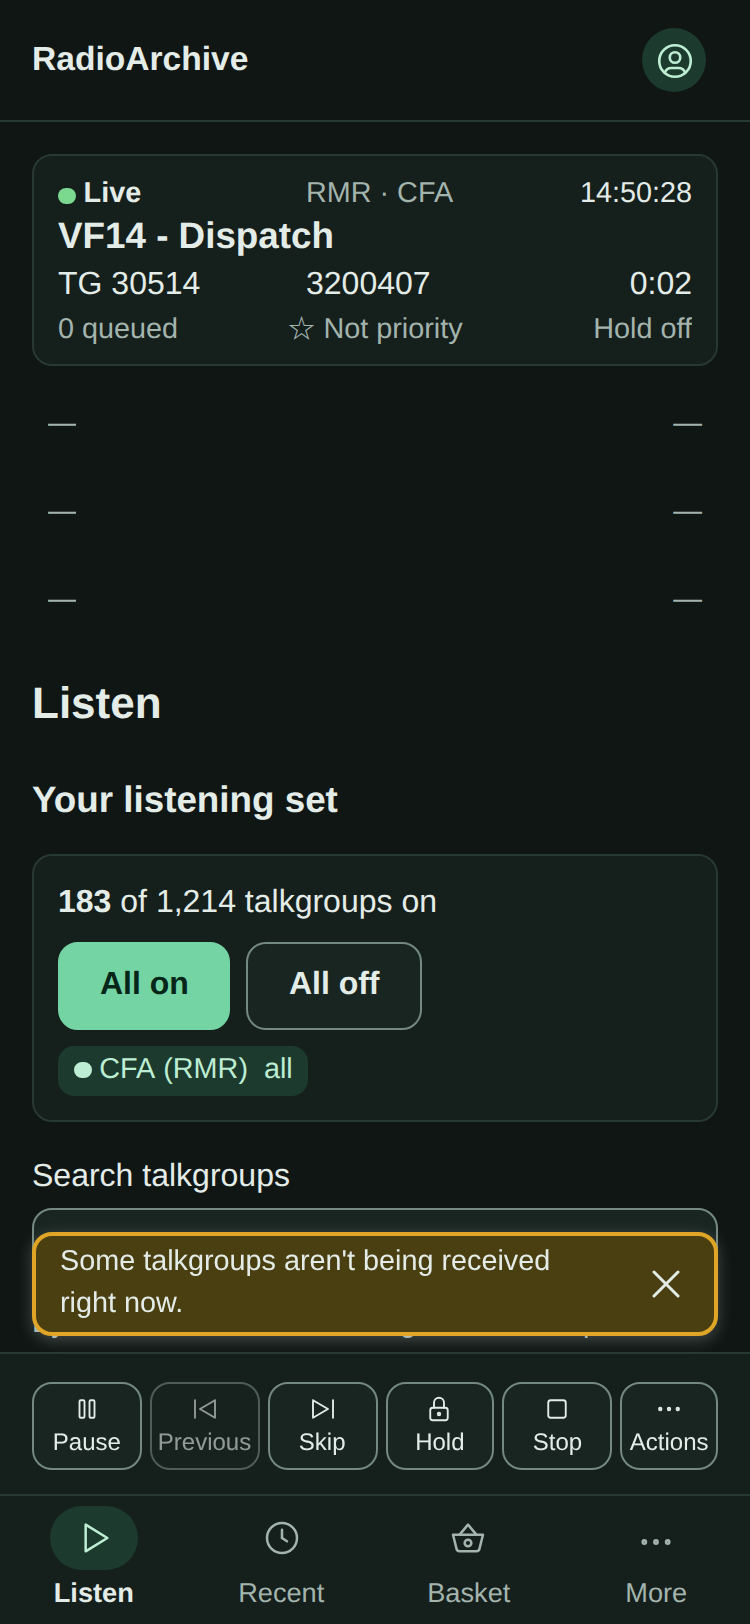 RadioArchive
Live RMR · CFA 14:50:28
VF14 - Dispatch
TG 30514 3200407 0:02
0 queued ☆ Not priority Hold off
— —
— —
— —
Listen
Your listening set
183 of 1,214 talkgroups on
All on All off
CFA (RMR) all
Search talkgroups
Some talkgroups aren't being received
right now.
Pause Previous Skip Hold Stop Actions
Listen Recent Basket More